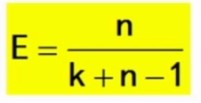 E = n / k + n − 1